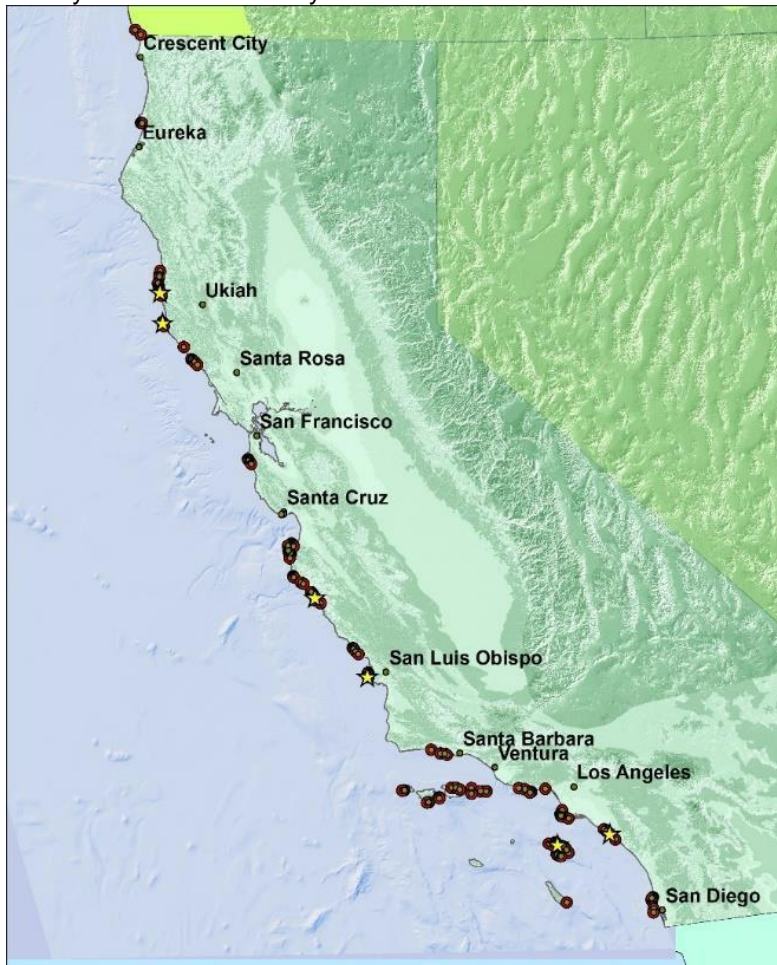 Crescent City
Eureka
Ukiah
Santa Rosa
San Francisco
Santa Cruz
San Luis Obispo
Santa Barbara
Ventura
Los Angeles
San Diego